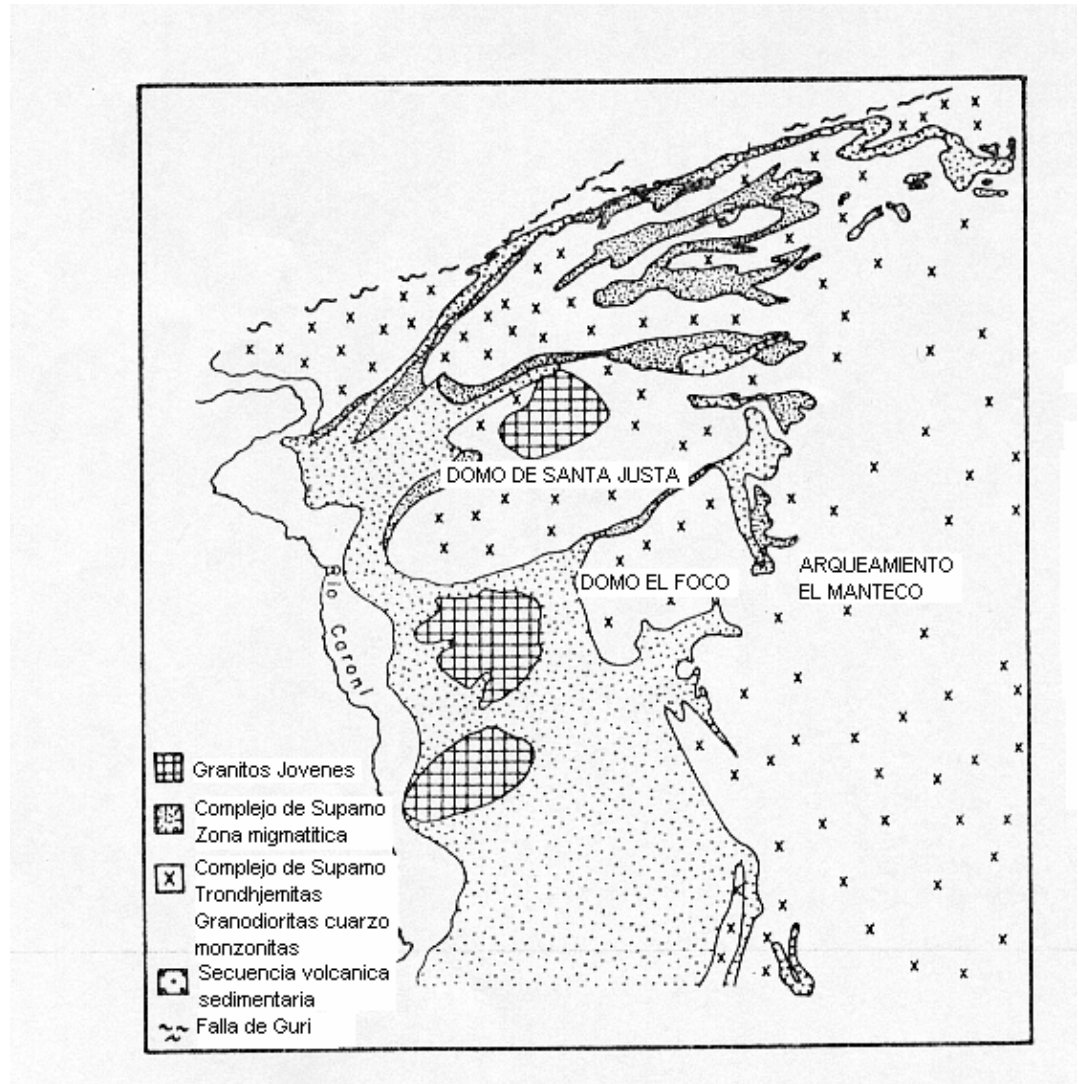 DOMO DE SANTA JUSTA
DOMO EL FOCO
ARQUEAMIENTO
EL MANTECO
Rio Caroni
Granitos Jovenes
Complejo de Supamo
Zona migmatitica
Complejo de Supamo
Trondhjemitas
Granodioritas cuarzo
monzonitas
Secuencia volcanica
sedimentaria
Falla de Guri